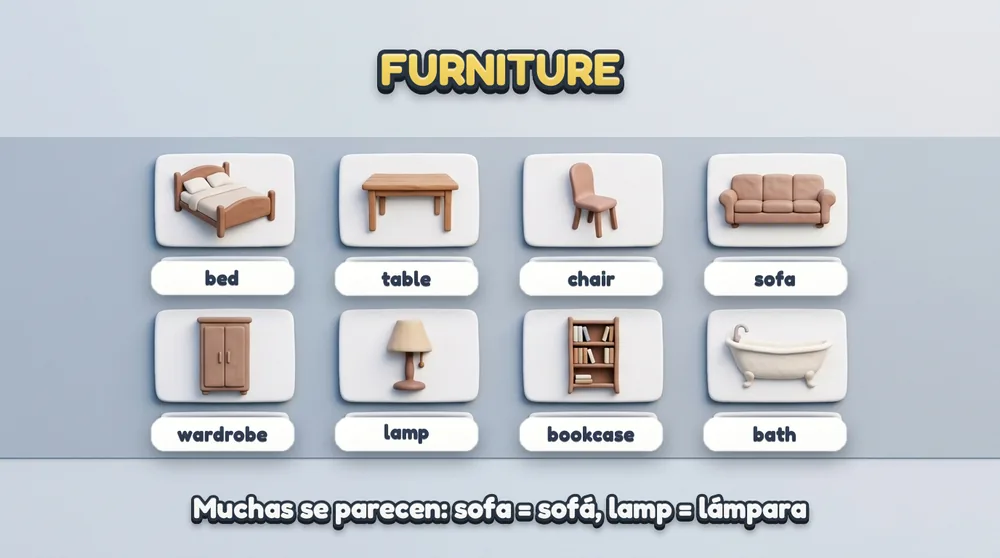 FURNITURE
bed
table
chair
sofa
wardrobe
lamp
bookcase
bath
Muchas se parecen: sofa = sofá, lamp = lámpara